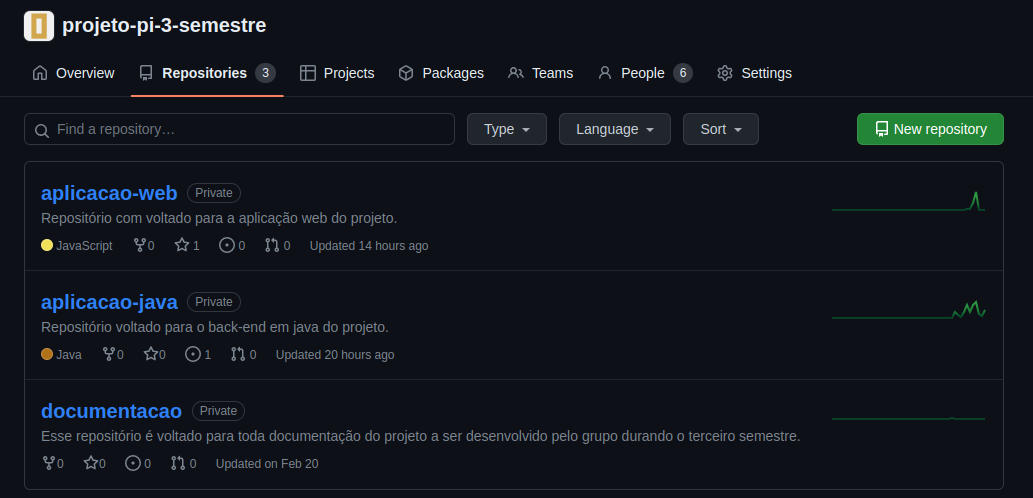 projeto-pi-3-semestre
Overview Repositories 3 Projects Packages Teams People 6 Settings
Find a repository… Type Language Sort New repository
aplicacao-web Private
Repositório com voltado para a aplicação web do projeto.
JavaScript 0 1 0 0 Updated 14 hours ago
aplicacao-java Private
Repositório voltado para o back-end em java do projeto.
Java 0 0 1 0 Updated 20 hours ago
documentacao Private
Esse repositório é voltado para toda documentação do projeto a ser desenvolvido pelo grupo durando o terceiro semestre.
0 0 0 0 Updated on Feb 20